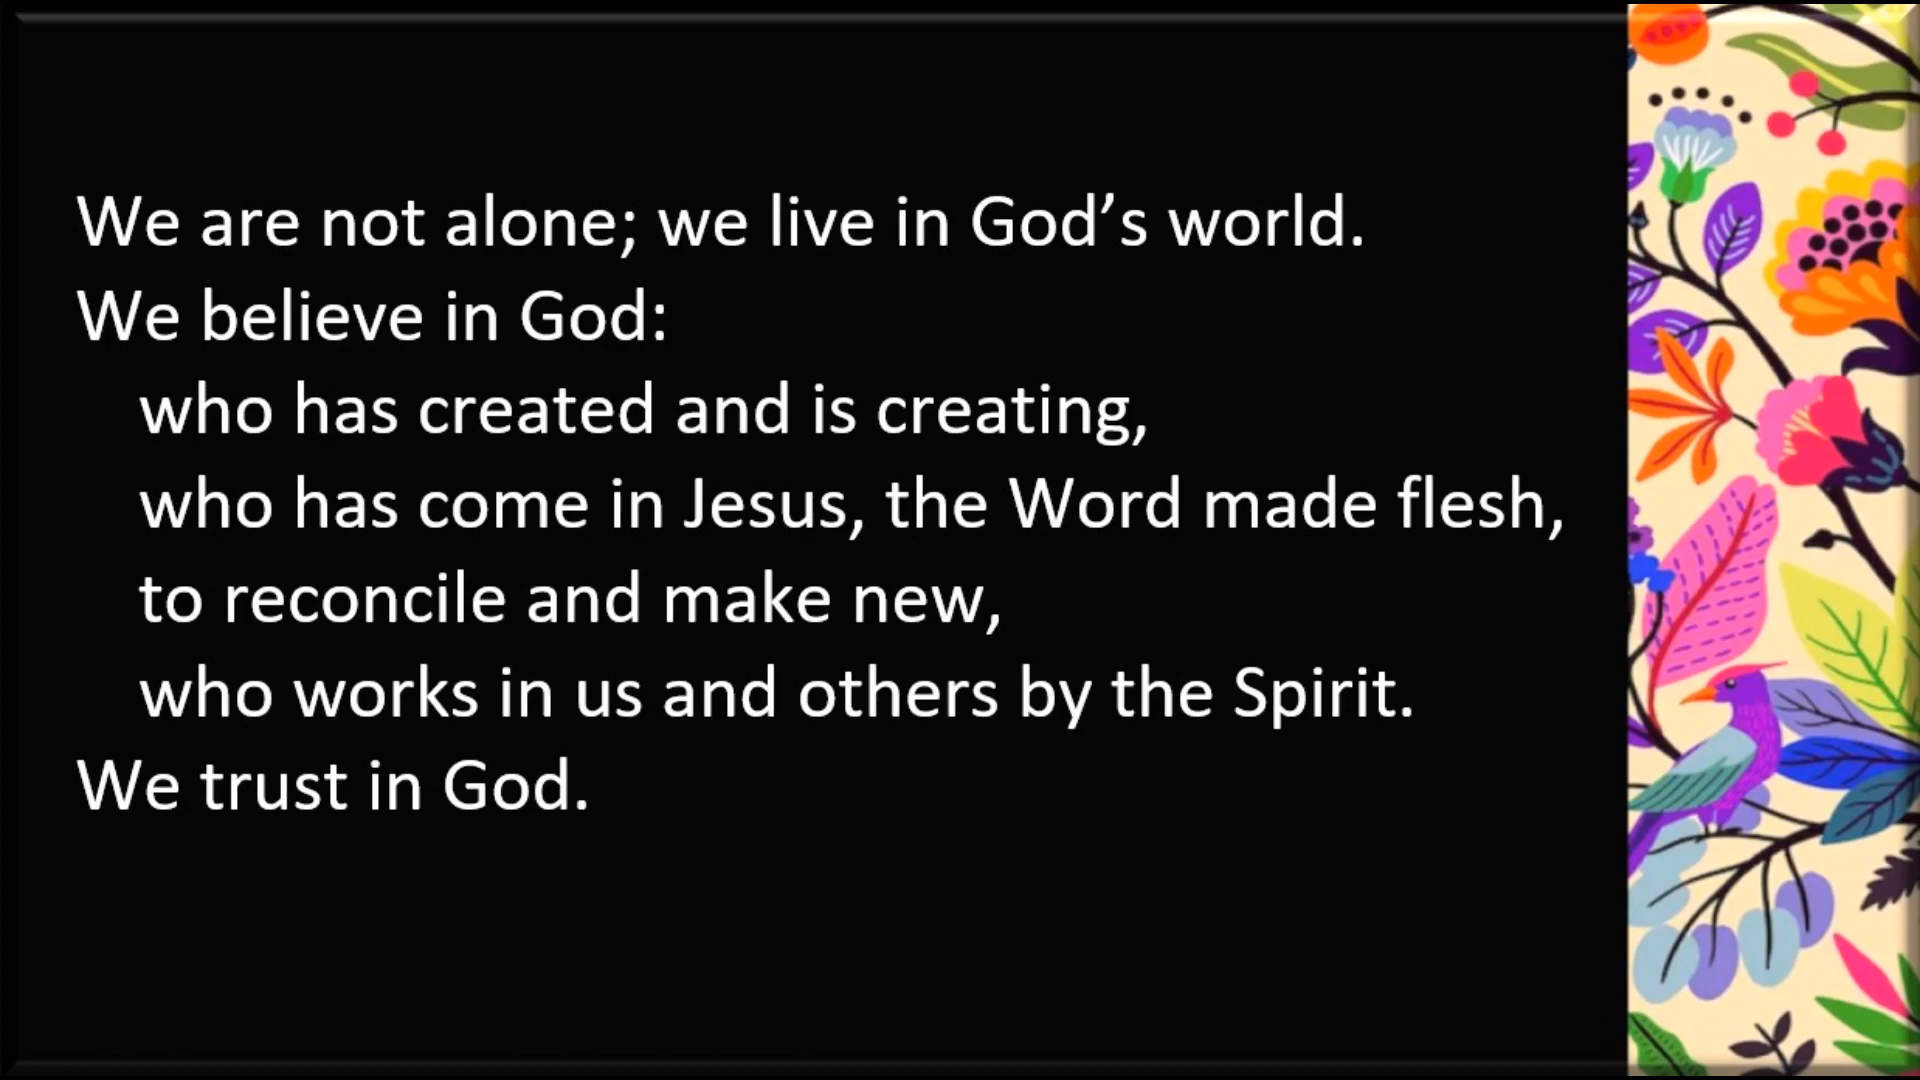 We are not alone; we live in God’s world.
We believe in God:
who has created and is creating,
who has come in Jesus, the Word made flesh,
to reconcile and make new,
who works in us and others by the Spirit.
We trust in God.